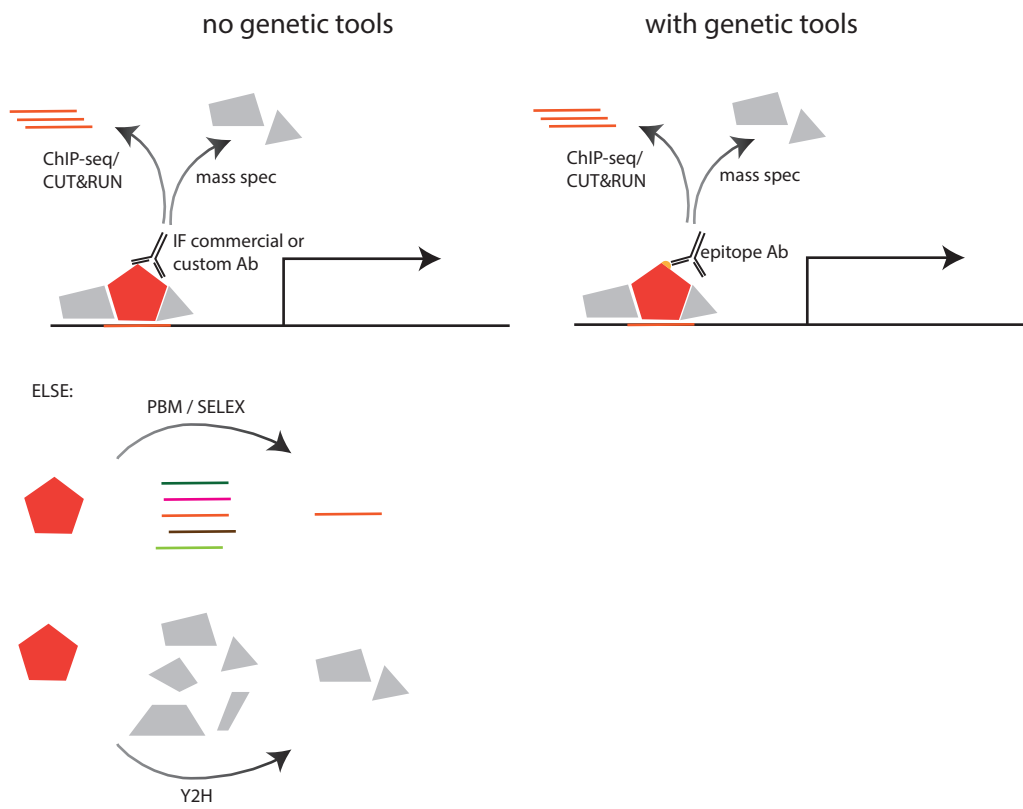 no genetic tools
with genetic tools
ChIP-seq/
CUT&RUN
mass spec
IF commercial or
custom Ab
ChIP-seq/
CUT&RUN
mass spec
epitope Ab
ELSE:
PBM / SELEX
Y2H